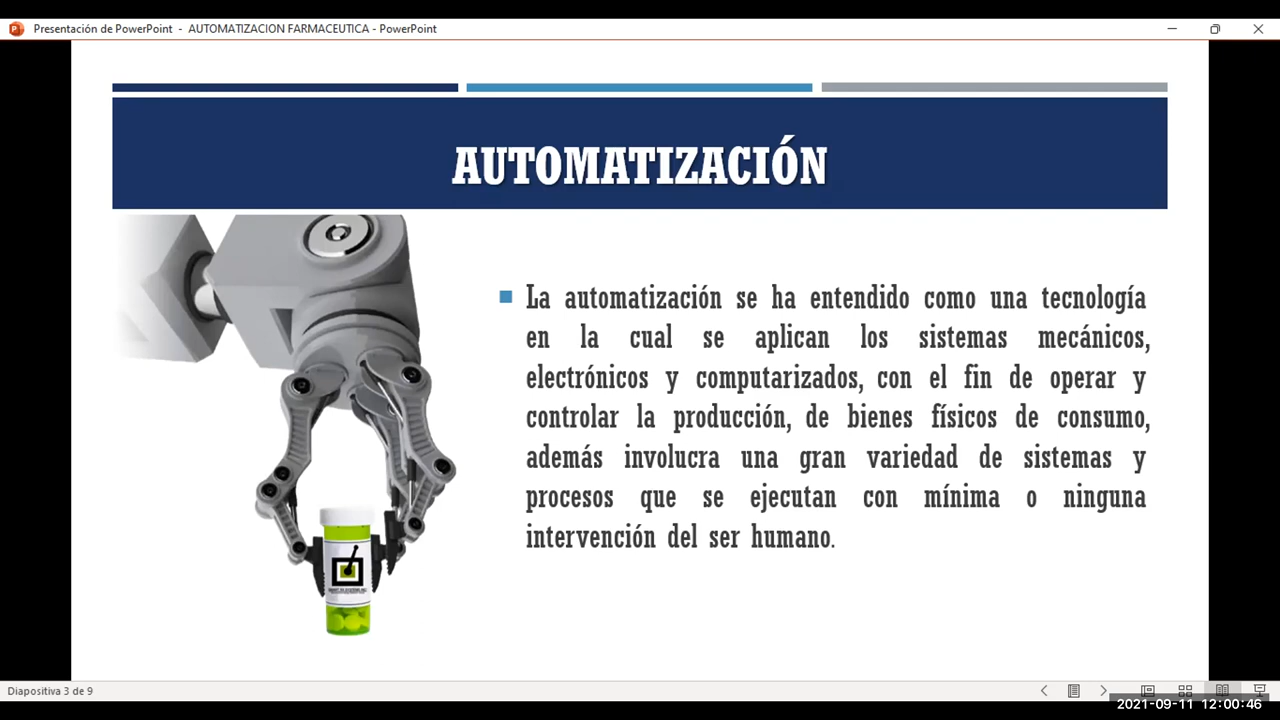 Presentación de PowerPoint - AUTOMATIZACION FARMACEUTICA - PowerPoint
AUTOMATIZACIÓN
La automatización se ha entendido como una tecnología
en la cual se aplican los sistemas mecánicos,
electrónicos y computarizados, con el fin de operar y
controlar la producción, de bienes físicos de consumo,
además involucra una gran variedad de sistemas y
procesos que se ejecutan con mínima o ninguna
intervención del ser humano.
Diapositiva 3 de 9
2021-09-11 12:00:46